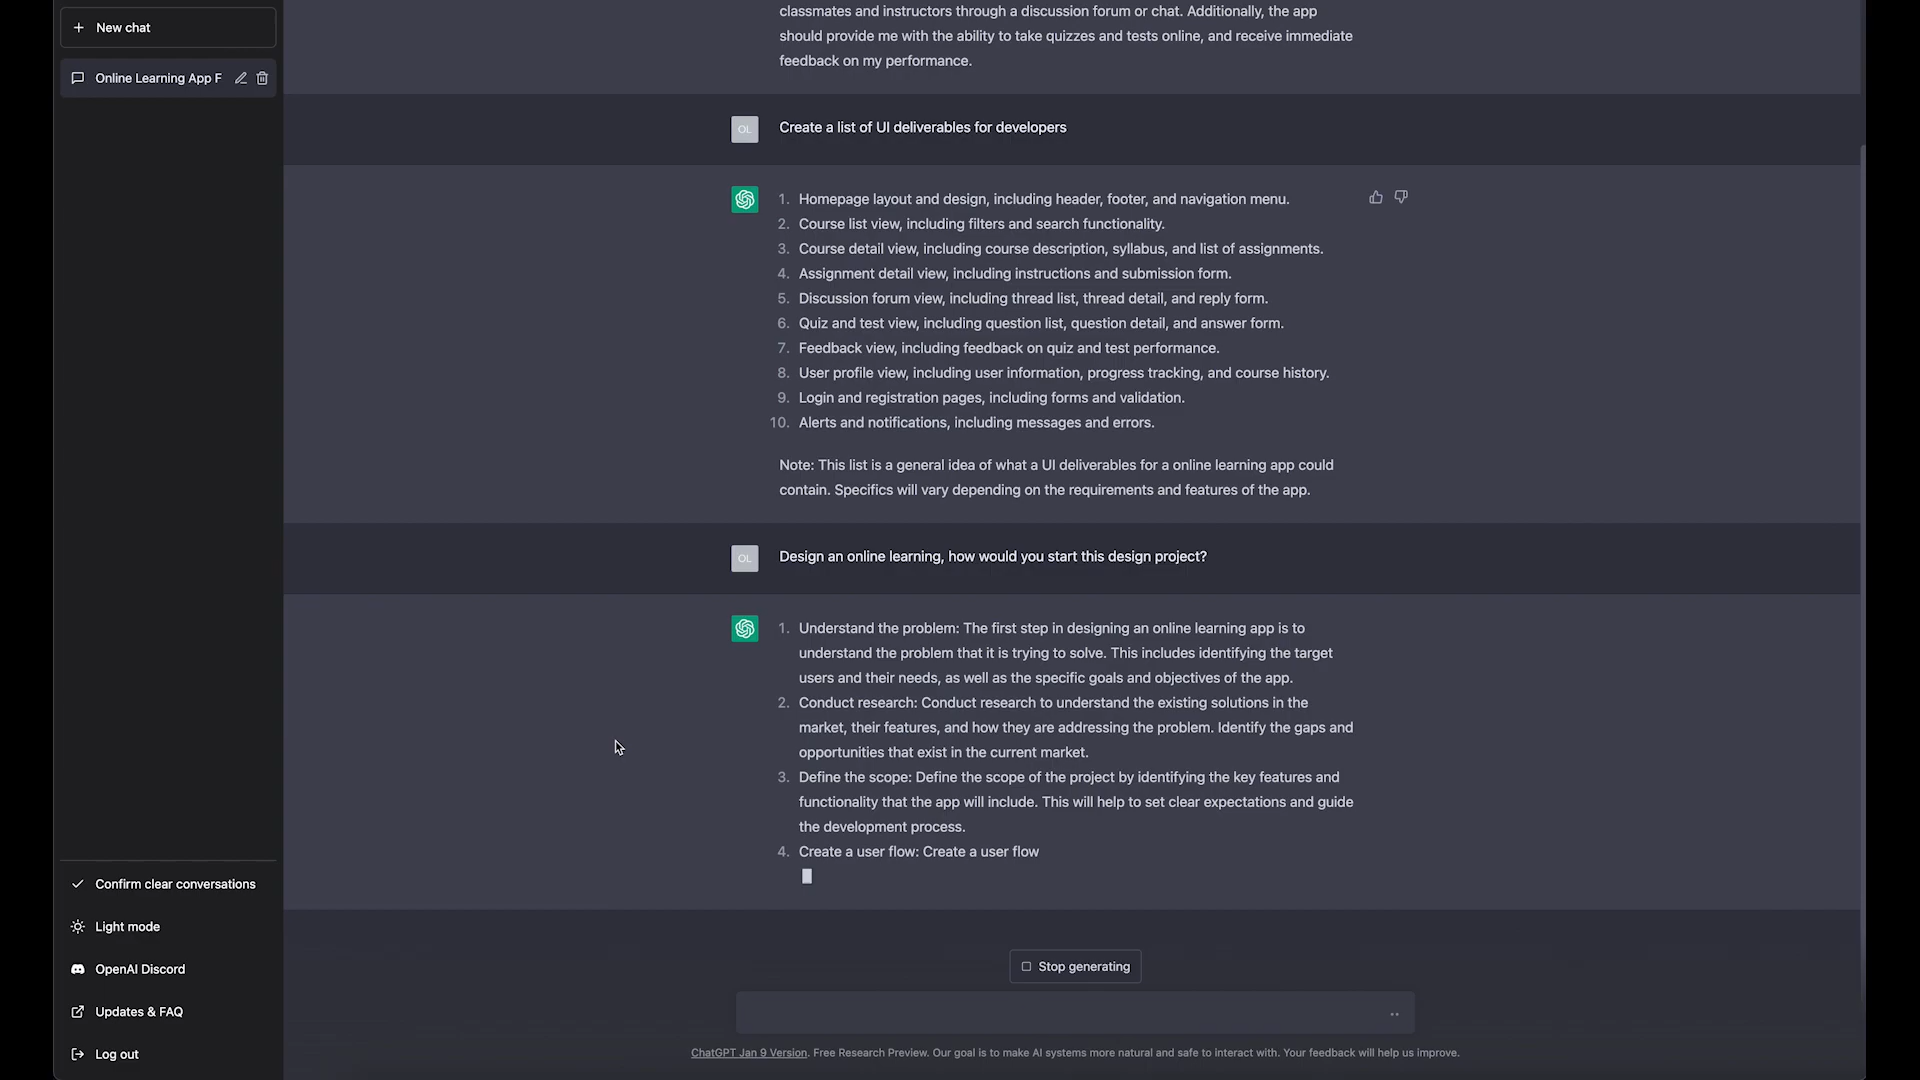 New chat
Online Learning App F
classmates and instructors through a discussion forum or chat. Additionally, the app
should provide me with the ability to take quizzes and tests online, and receive immediate
feedback on my performance.
OL
Create a list of UI deliverables for developers
1. Homepage layout and design, including header, footer, and navigation menu.
2. Course list view, including filters and search functionality.
3. Course detail view, including course description, syllabus, and list of assignments.
4. Assignment detail view, including instructions and submission form.
5. Discussion forum view, including thread list, thread detail, and reply form.
6. Quiz and test view, including question list, question detail, and answer form.
7. Feedback view, including feedback on quiz and test performance.
8. User profile view, including user information, progress tracking, and course history.
9. Login and registration pages, including forms and validation.
10. Alerts and notifications, including messages and errors.
Note: This list is a general idea of what a UI deliverables for a online learning app could
contain. Specifics will vary depending on the requirements and features of the app.
OL
Design an online learning, how would you start this design project?
1. Understand the problem: The first step in designing an online learning app is to
understand the problem that it is trying to solve. This includes identifying the target
users and their needs, as well as the specific goals and objectives of the app.
2. Conduct research: Conduct research to understand the existing solutions in the
market, their features, and how they are addressing the problem. Identify the gaps and
opportunities that exist in the current market.
3. Define the scope: Define the scope of the project by identifying the key features and
functionality that the app will include. This will help to set clear expectations and guide
the development process.
4. Create a user flow: Create a user flow
Confirm clear conversations
Light mode
OpenAI Discord
Updates & FAQ
Log out
Stop generating
ChatGPT Jan 9 Version. Free Research Preview. Our goal is to make AI systems more natural and safe to interact with. Your feedback will help us improve.